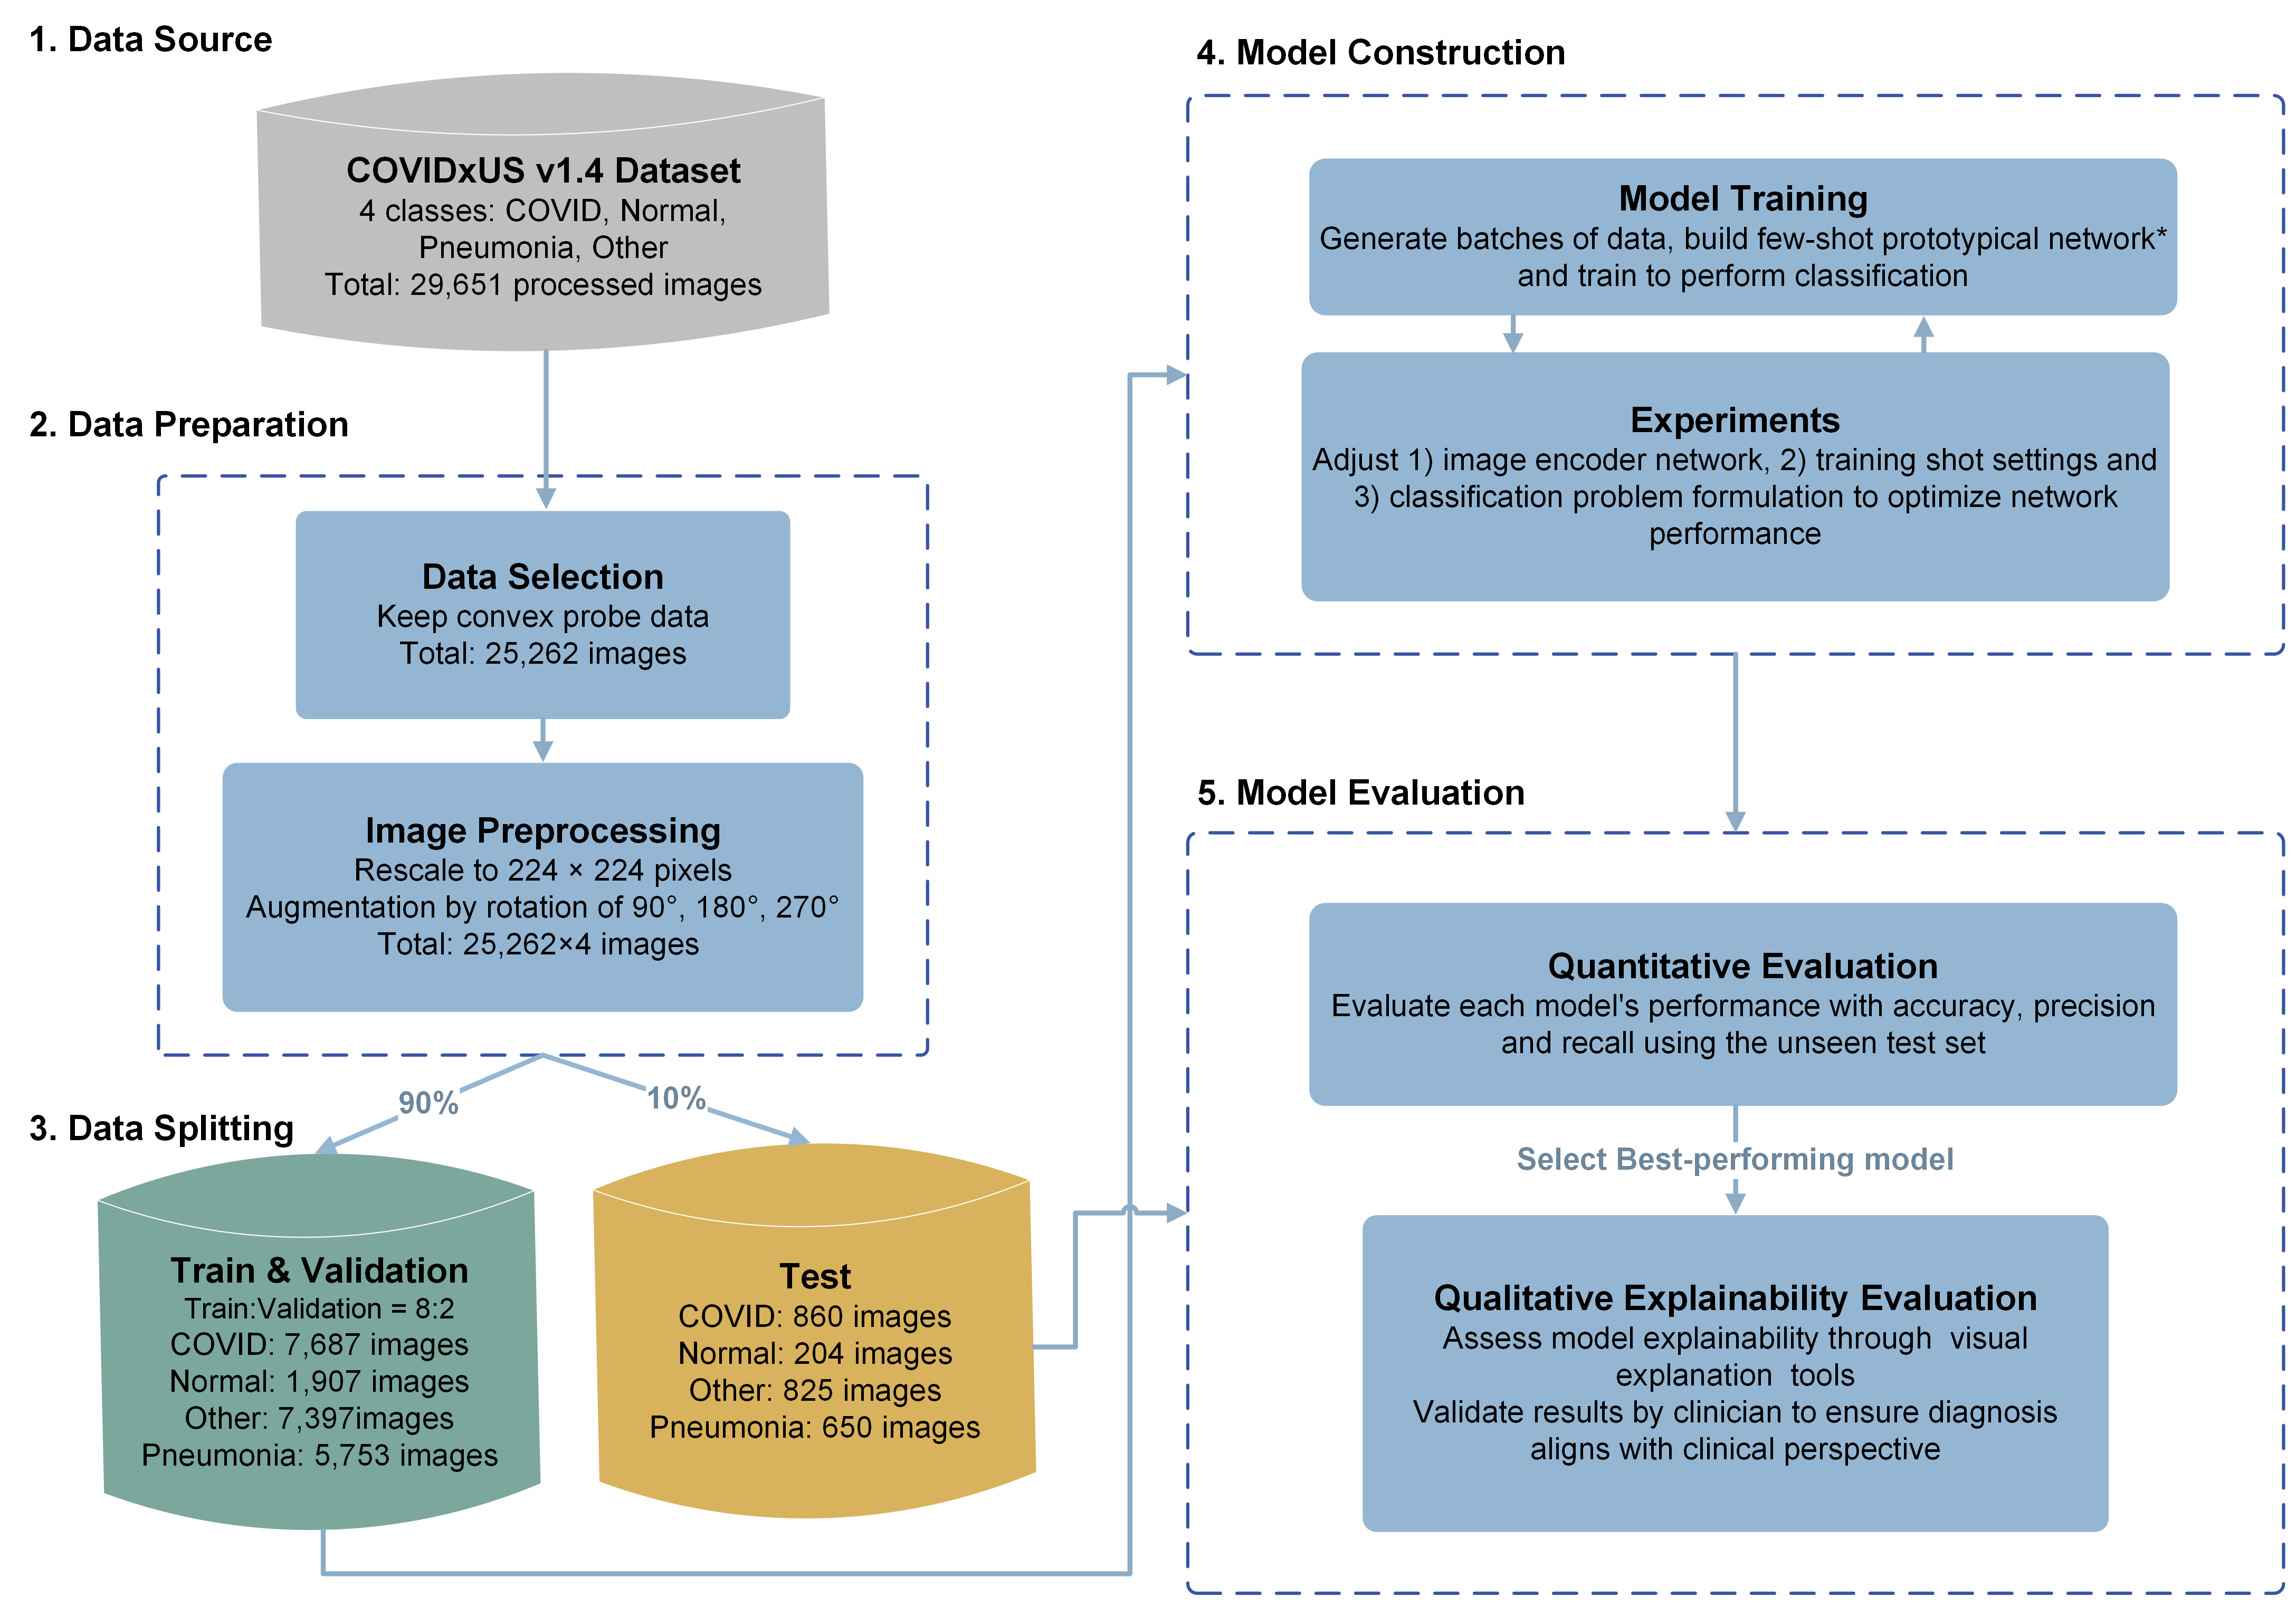 1. Data Source
COVIDxUS v1.4 Dataset
4 classes: COVID, Normal,
Pneumonia, Other
Total: 29,651 processed images
2. Data Preparation
Data Selection
Keep convex probe data
Total: 25,262 images
Image Preprocessing
Rescale to 224 × 224 pixels
Augmentation by rotation of 90°, 180°, 270°
Total: 25,262×4 images
90%
10%
3. Data Splitting
Train & Validation
Train:Validation = 8:2
COVID: 7,687 images
Normal: 1,907 images
Other: 7,397images
Pneumonia: 5,753 images
Test
COVID: 860 images
Normal: 204 images
Other: 825 images
Pneumonia: 650 images
4. Model Construction
Model Training
Generate batches of data, build few-shot prototypical network*
and train to perform classification
Experiments
Adjust 1) image encoder network, 2) training shot settings and
3) classification problem formulation to optimize network
performance
5. Model Evaluation
Quantitative Evaluation
Evaluate each model's performance with accuracy, precision
and recall using the unseen test set
Select Best-performing model
Qualitative Explainability Evaluation
Assess model explainability through visual
explanation tools
Validate results by clinician to ensure diagnosis
aligns with clinical perspective